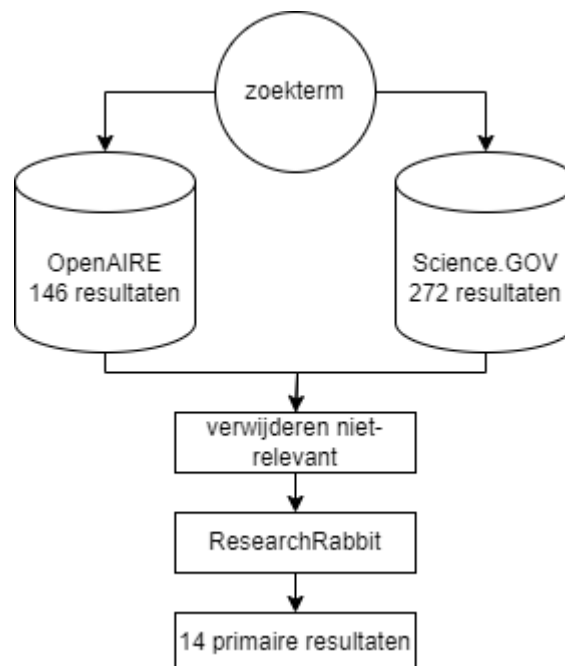 zoekterm
OpenAIRE
146 resultaten
Science.GOV
272 resultaten
verwijderen niet-
relevant
ResearchRabbit
14 primaire resultaten